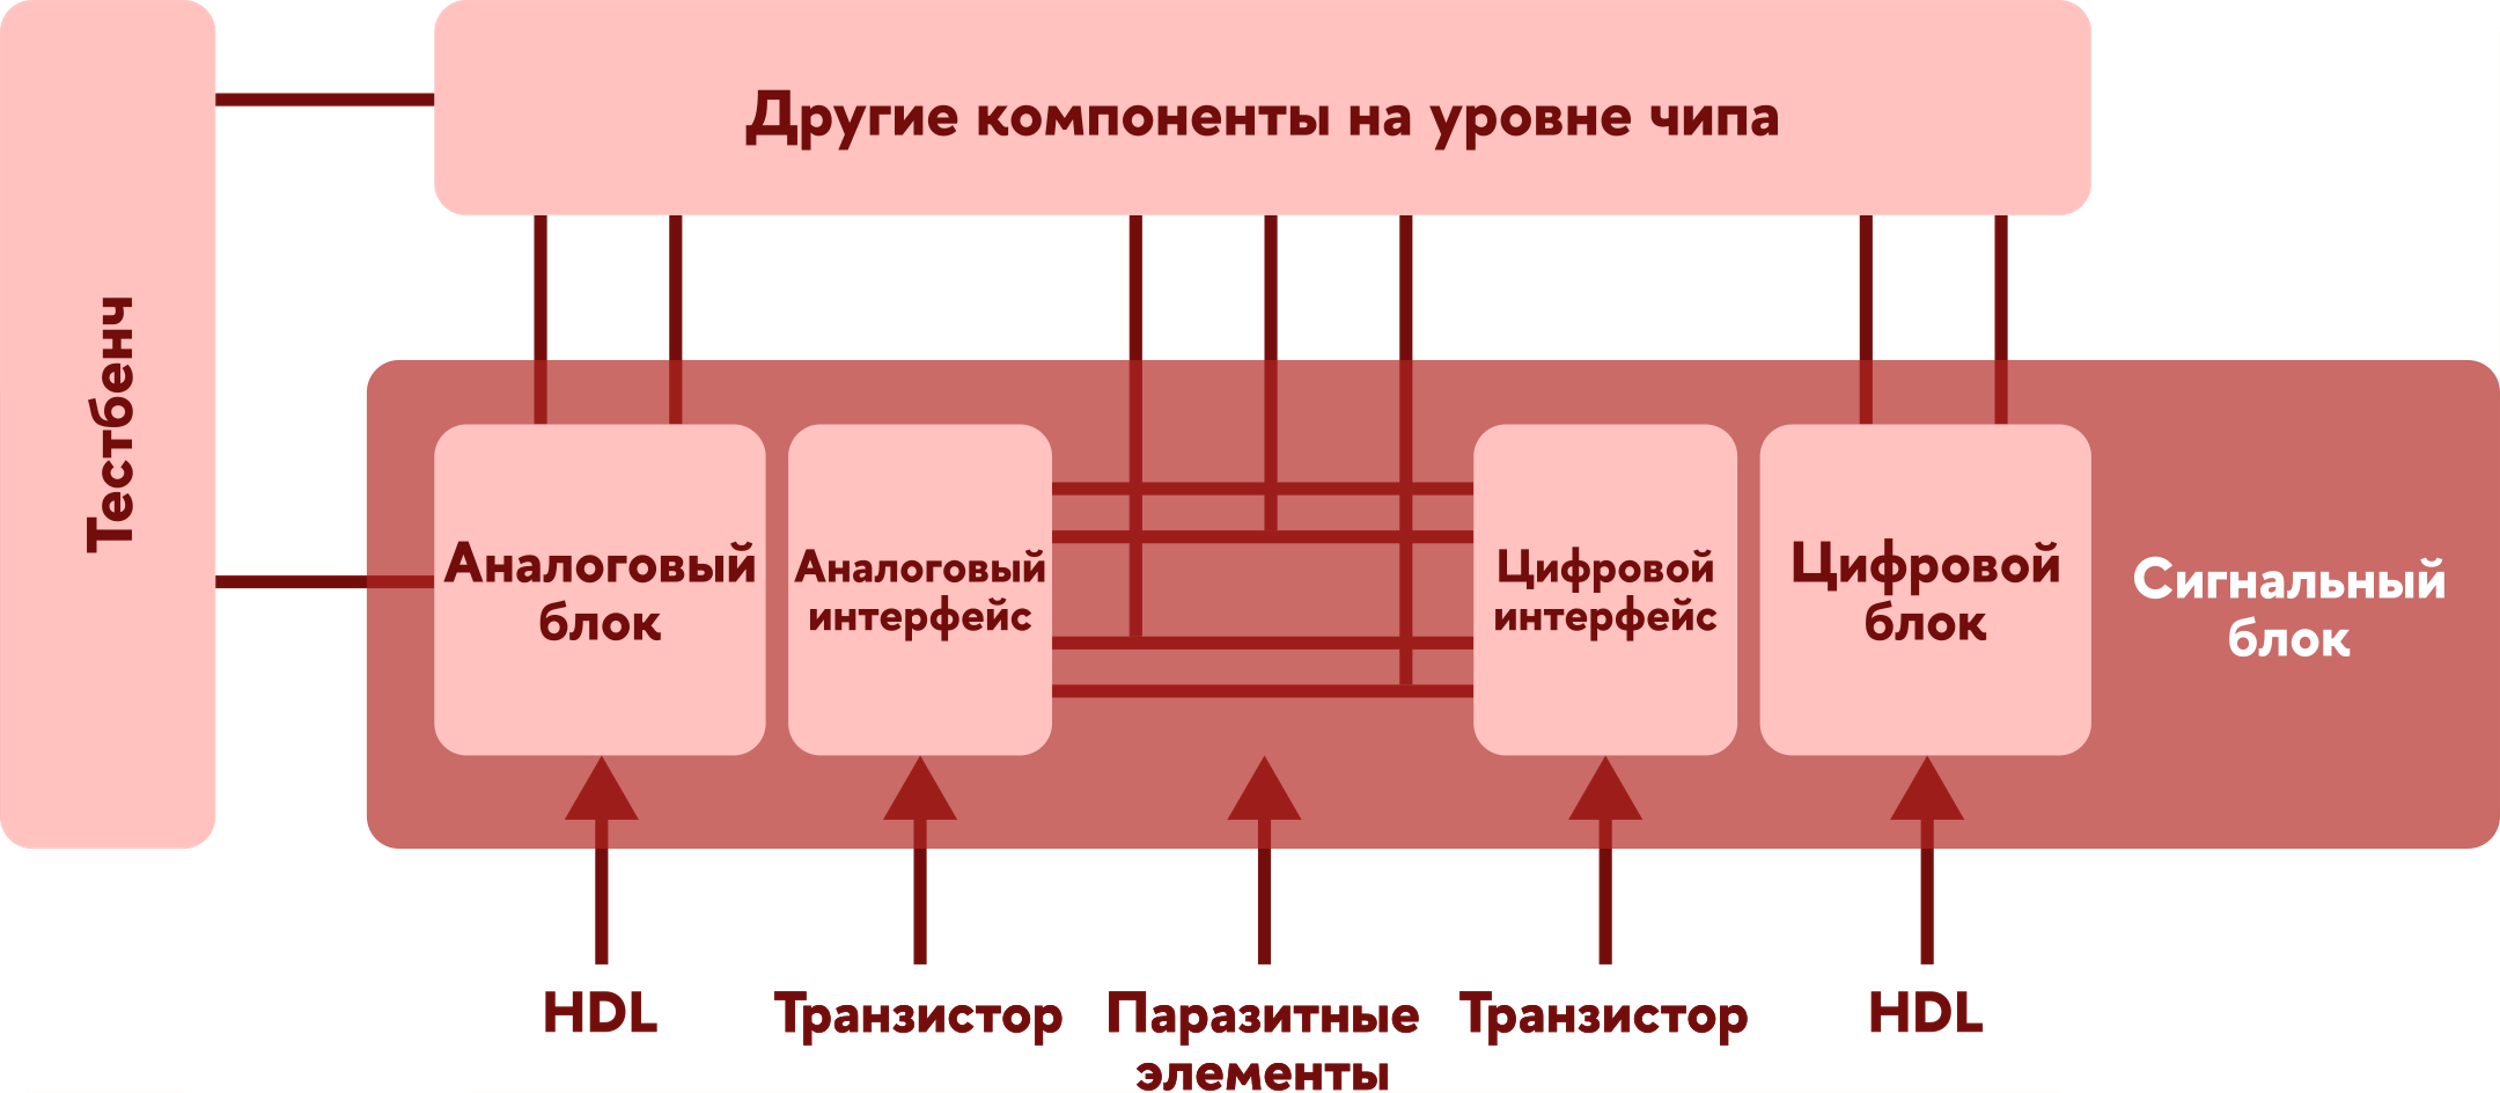 Тестбенч
Другие компоненты на уровне чипа
Аналоговый
блок
Аналоговый
интерфейс
Цифровой
интерфейс
Цифровой
блок
Сигнальный
блок
HDL
Транзистор
Паразитные
элементы
Транзистор
HDL